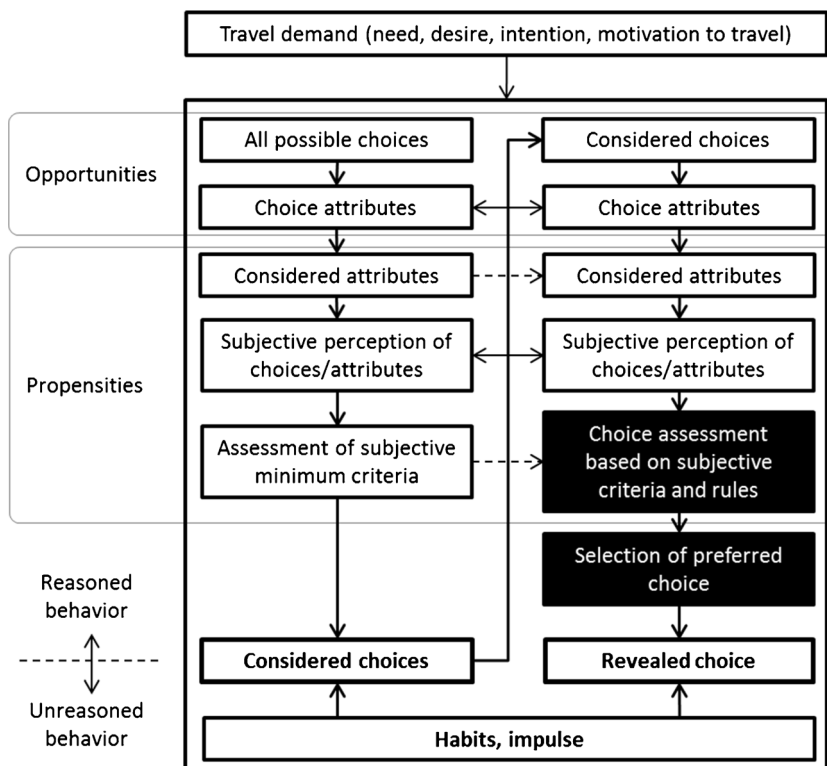 Travel demand (need, desire, intention, motivation to travel)
Opportunities
All possible choices
Considered choices
Choice attributes
Choice attributes
Propensities
Considered attributes
Considered attributes
Subjective perception of
choices/attributes
Subjective perception of
choices/attributes
Assessment of subjective
minimum criteria
Choice assessment
based on subjective
criteria and rules
Selection of preferred
choice
Reasoned
behavior
Considered choices
Revealed choice
Unreasoned
behavior
Habits, impulse